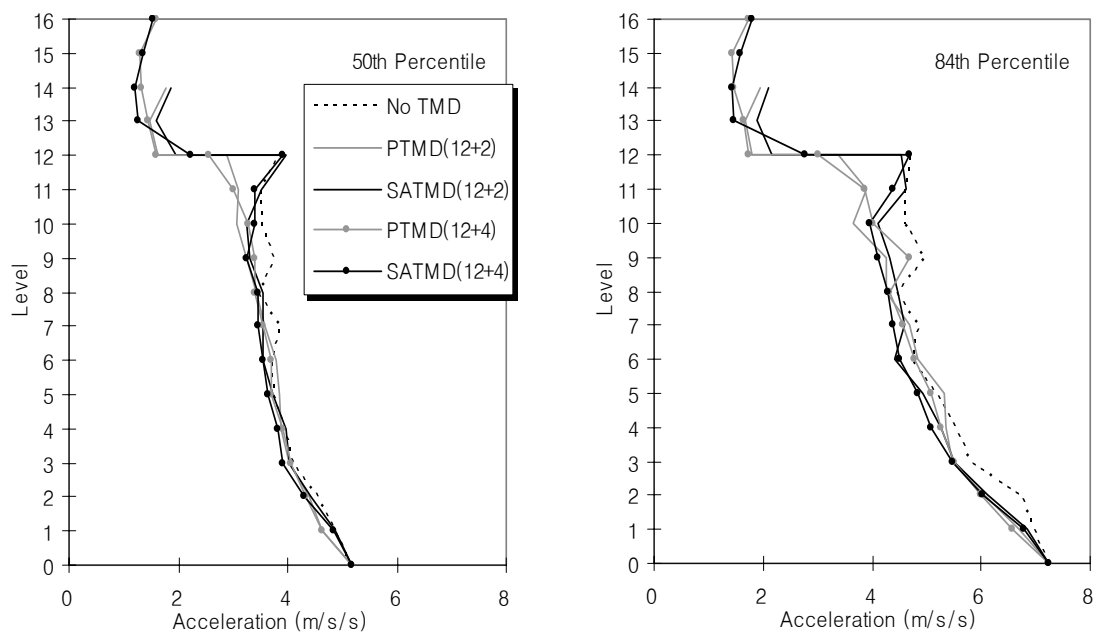 16
15
14
13
12
11
10
9
8
7
6
5
4
3
2
1
0
Level
50th Percentile
No TMD
PTMD(12+2)
SATMD(12+2)
PTMD(12+4)
SATMD(12+4)
0 2 4 6 8
Acceleration (m/s/s)
16
15
14
13
12
11
10
9
8
7
6
5
4
3
2
1
0
Level
84th Percentile
0 2 4 6 8
Acceleration (m/s/s)